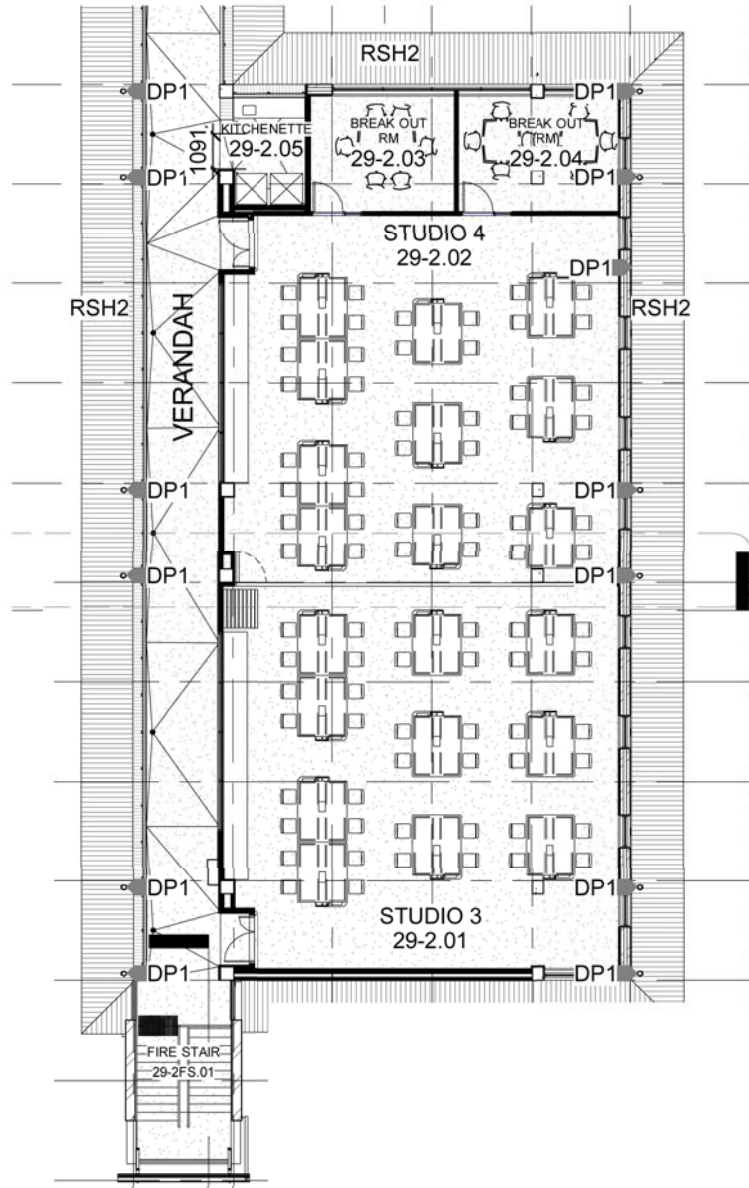 RSH2
DP1
DP1
KITCHENETTE
29-2.05
BREAK OUT
RM
29-2.03
BREAK OUT
(RM)
29-2.04
1091
DP1
DP1
STUDIO 4
29-2.02
DP1
RSH2
RSH2
VERANDAH
DP1
DP1
DP1
DP1
DP1
DP1
STUDIO 3
29-2.01
DP1
DP1
FIRE STAIR
29-2FS.01